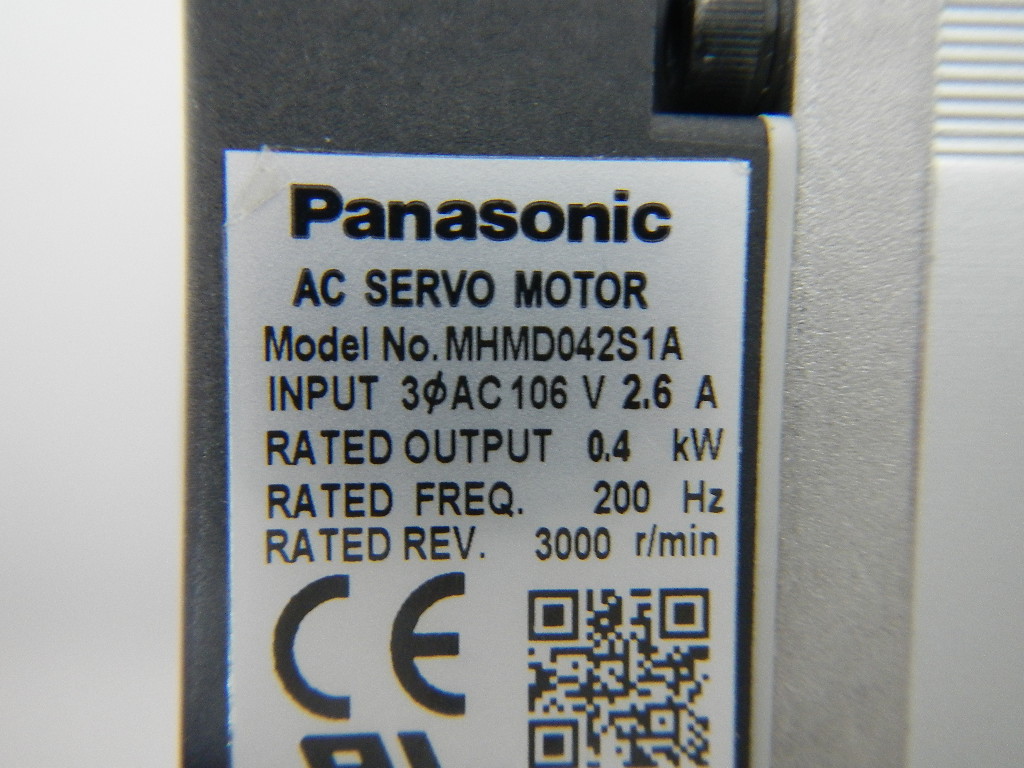 Panasonic
AC SERVO MOTOR
Model No. MHMD042S1A
INPUT 3ϕAC 106 V 2.6 A
RATED OUTPUT 0.4 kW
RATED FREQ. 200 Hz
RATED REV. 3000 r/min
CE